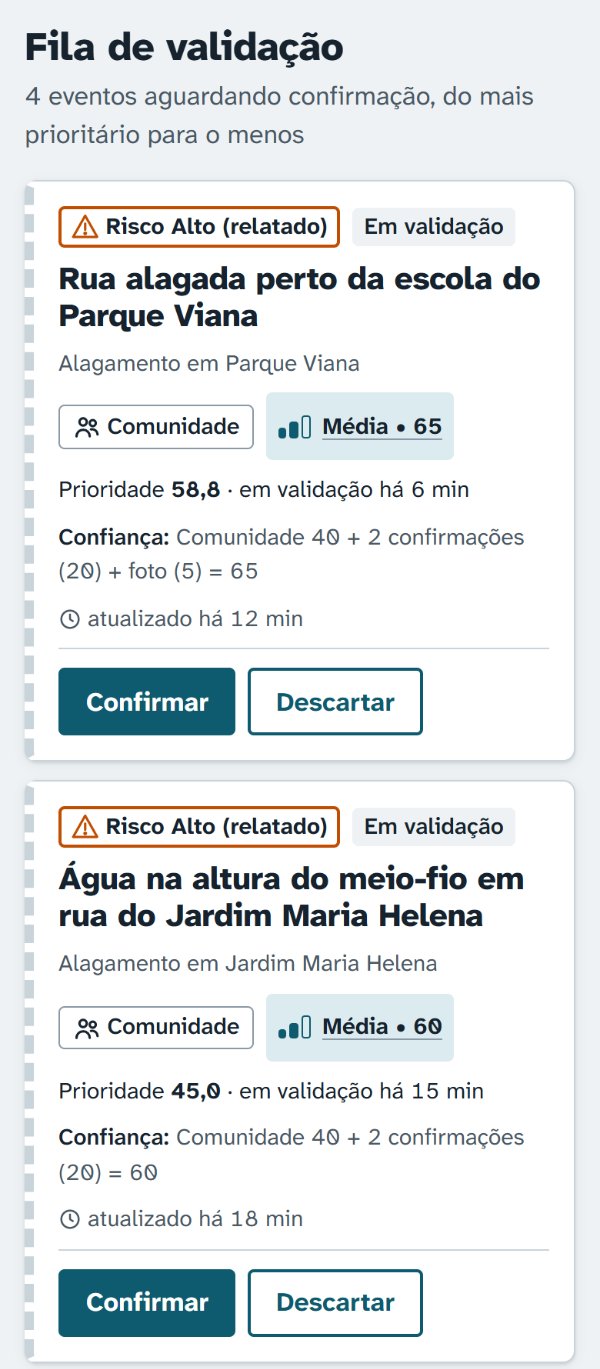 Fila de validação
4 eventos aguardando confirmação, do mais
prioritário para o menos
Risco Alto (relatado) Em validação
Rua alagada perto da escola do
Parque Viana
Alagamento em Parque Viana
Comunidade Média • 65
Prioridade 58,8 · em validação há 6 min
Confiança: Comunidade 40 + 2 confirmações
(20) + foto (5) = 65
atualizado há 12 min
Confirmar Descartar
Risco Alto (relatado) Em validação
Água na altura do meio-fio em
rua do Jardim Maria Helena
Alagamento em Jardim Maria Helena
Comunidade Média • 60
Prioridade 45,0 · em validação há 15 min
Confiança: Comunidade 40 + 2 confirmações
(20) = 60
atualizado há 18 min
Confirmar Descartar